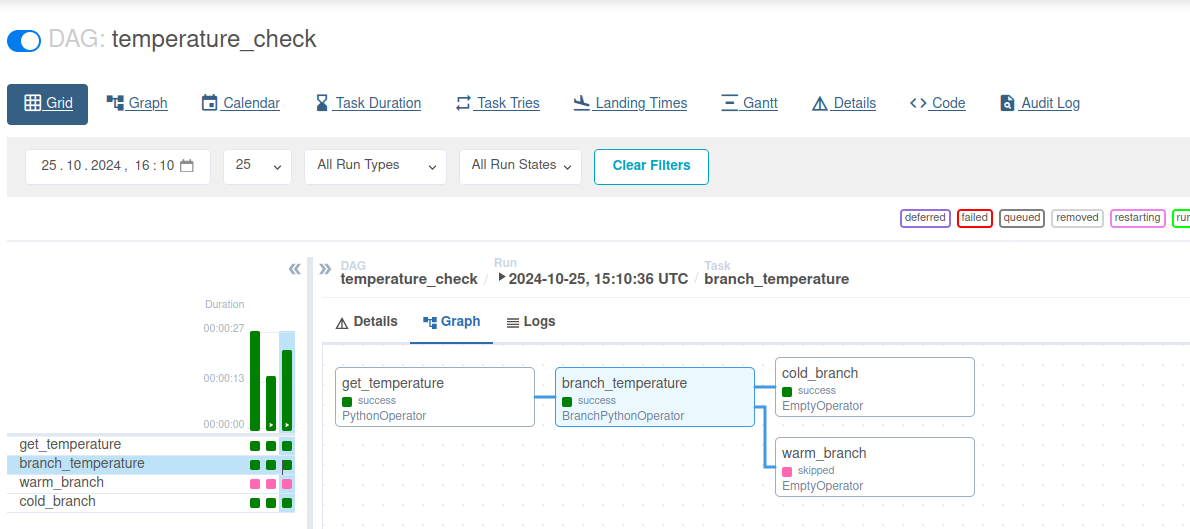 DAG: temperature_check
Grid Graph Calendar Task Duration Task Tries Landing Times Gantt Details Code Audit Log
25.10.2024, 16:10 25 All Run Types All Run States Clear Filters
deferred failed queued removed restarting
DAG Run Task
temperature_check / 2024-10-25, 15:10:36 UTC / branch_temperature
Details Graph Logs
Duration
00:00:27
00:00:13
00:00:00
get_temperature
branch_temperature
warm_branch
cold_branch
get_temperature
success
PythonOperator
branch_temperature
success
BranchPythonOperator
cold_branch
success
EmptyOperator
warm_branch
skipped
EmptyOperator